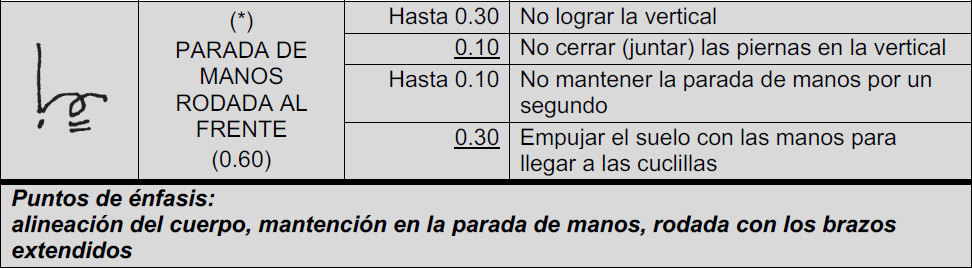 (*)
PARADA DE
MANOS
RODADA AL
FRENTE
(0.60)
Hasta 0.30 No lograr la vertical
0.10 No cerrar (juntar) las piernas en la vertical
Hasta 0.10 No mantener la parada de manos por un
segundo
0.30 Empujar el suelo con las manos para
llegar a las cuclillas
Puntos de énfasis:
alineación del cuerpo, mantención en la parada de manos, rodada con los brazos
extendidos